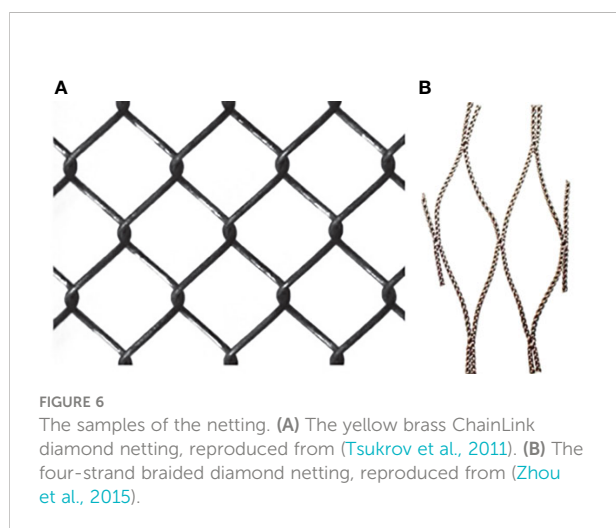 A
B
FIGURE 6
The samples of the netting. (A) The yellow brass ChainLink
diamond netting, reproduced from (Tsukrov et al., 2011). (B) The
four-strand braided diamond netting, reproduced from (Zhou
et al., 2015).